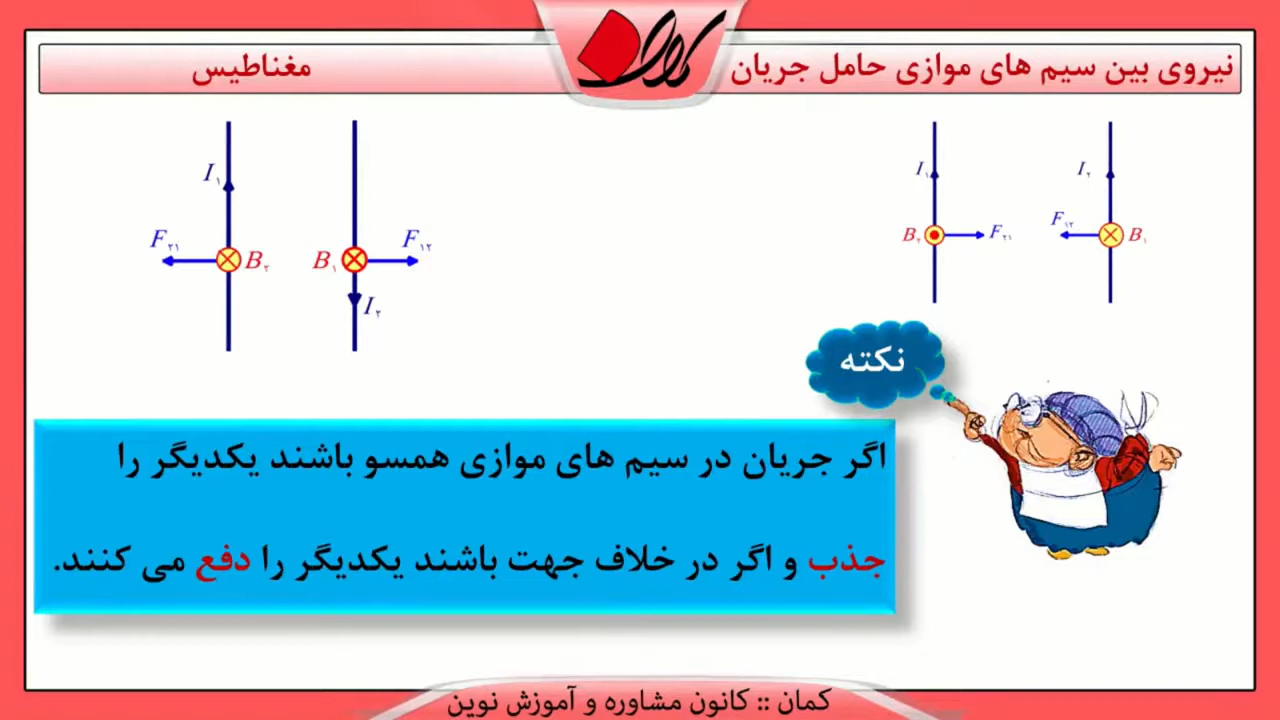 نیروی بین سیم های موازی حامل جریان
کمان
مغناطیس
I۱
I۲
B۲
F۲۱
F۱۲
B۱
I۱
F۲۱
B۲
B۱
F۱۲
I۲
نکته
اگر جریان در سیم های موازی همسو باشند یکدیگر را
جذب و اگر در خلاف جهت باشند یکدیگر را دفع می کنند.
کمان :: کانون مشاوره و آموزش نوین